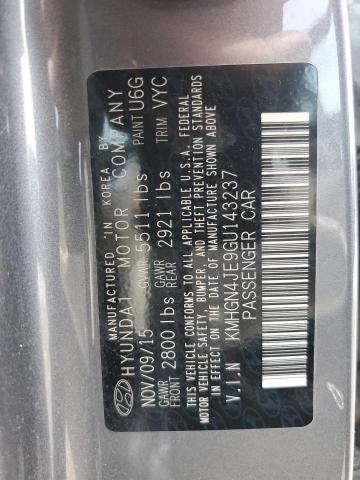 MANUFACTURED IN KOREA BY
HYUNDAI MOTOR COMPANY
NOV/09/15 GVWR 5511 lbs PAINT U6G
GAWR FRONT 2800 lbs GAWR REAR 2921 lbs TRIM VYC
THIS VEHICLE CONFORMS TO ALL APPLICABLE U.S.A. FEDERAL
MOTOR VEHICLE SAFETY, BUMPER, AND THEFT PREVENTION STANDARDS
IN EFFECT ON THE DATE OF MANUFACTURE SHOWN ABOVE
V.I.N KMHGN4JE9GU143237
PASSENGER CAR